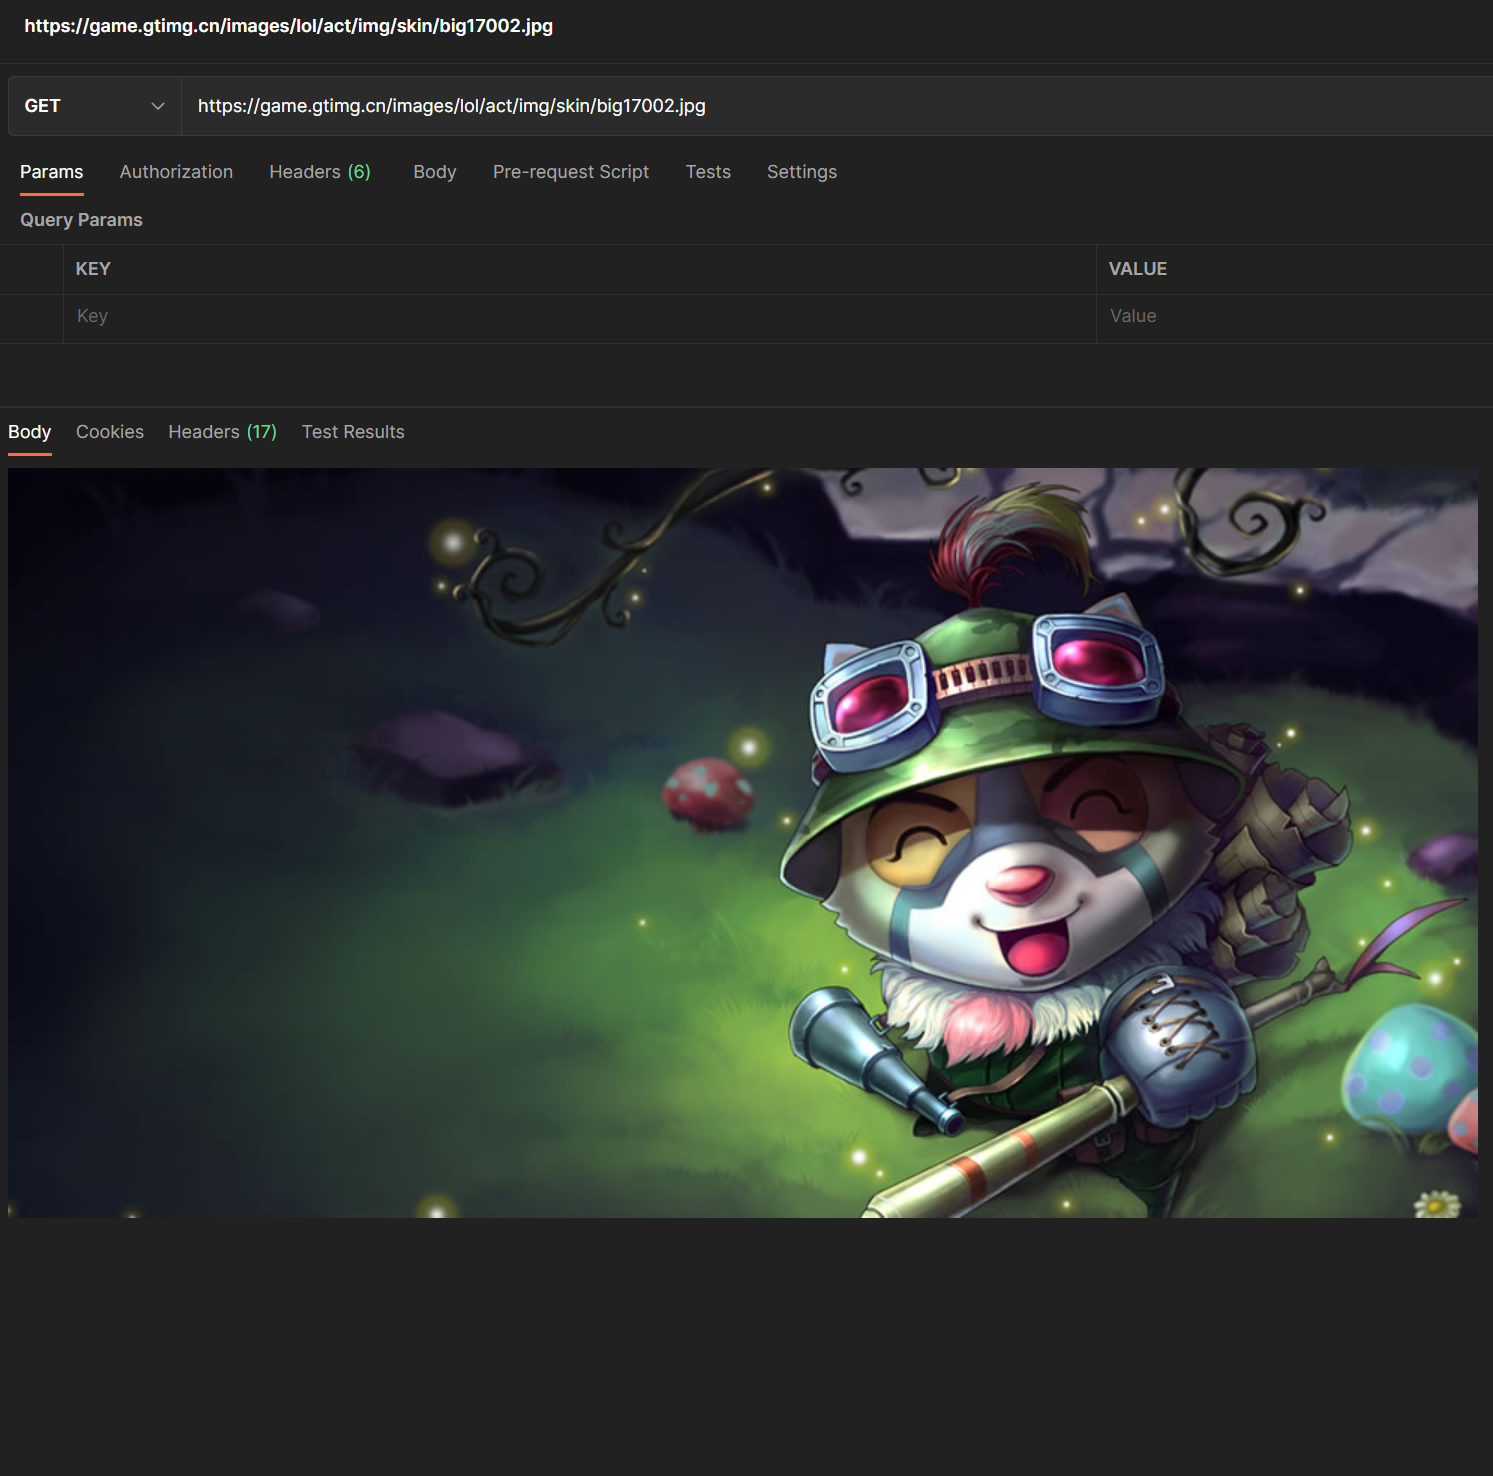 https://game.gtimg.cn/images/lol/act/img/skin/big17002.jpg
GET https://game.gtimg.cn/images/lol/act/img/skin/big17002.jpg
Params Authorization Headers (6) Body Pre-request Script Tests Settings
Query Params
KEY VALUE
Key Value
Body Cookies Headers (17) Test Results